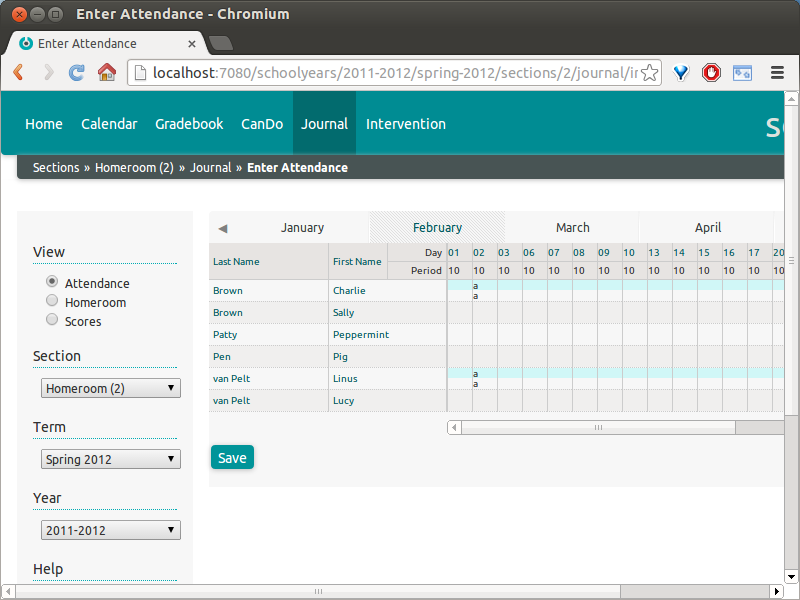 Enter Attendance - Chromium
Enter Attendance
localhost:7080/schoolyears/2011-2012/spring-2012/sections/2/journal/ir
Home Calendar Gradebook CanDo Journal Intervention
Sections » Homeroom (2) » Journal » Enter Attendance
View
Attendance
Homeroom
Scores
Section
Homeroom (2)
Term
Spring 2012
Year
2011-2012
Help
January February March April
Last Name First Name Day 01 02 03 06 07 08 09 10 13 14 15 16 17 20
Period 10 10 10 10 10 10 10 10 10 10 10 10 10 10
Brown Charlie a
a
Brown Sally
Patty Peppermint
Pen Pig
van Pelt Linus a
a
van Pelt Lucy
Save